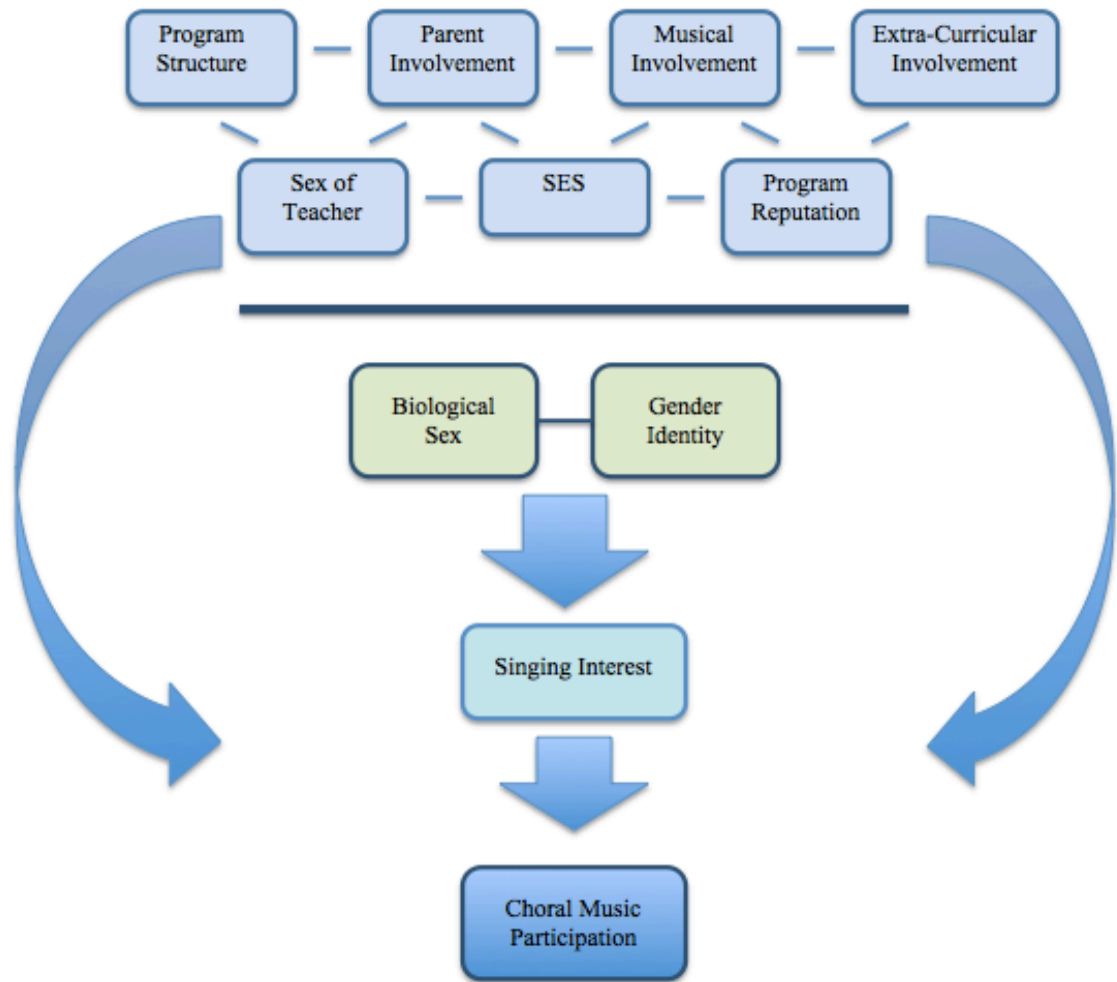 Program
Structure
Parent
Involvement
Musical
Involvement
Extra-Curricular
Involvement
Sex of
Teacher
SES
Program
Reputation
Biological
Sex
Gender
Identity
Singing Interest
Choral Music
Participation